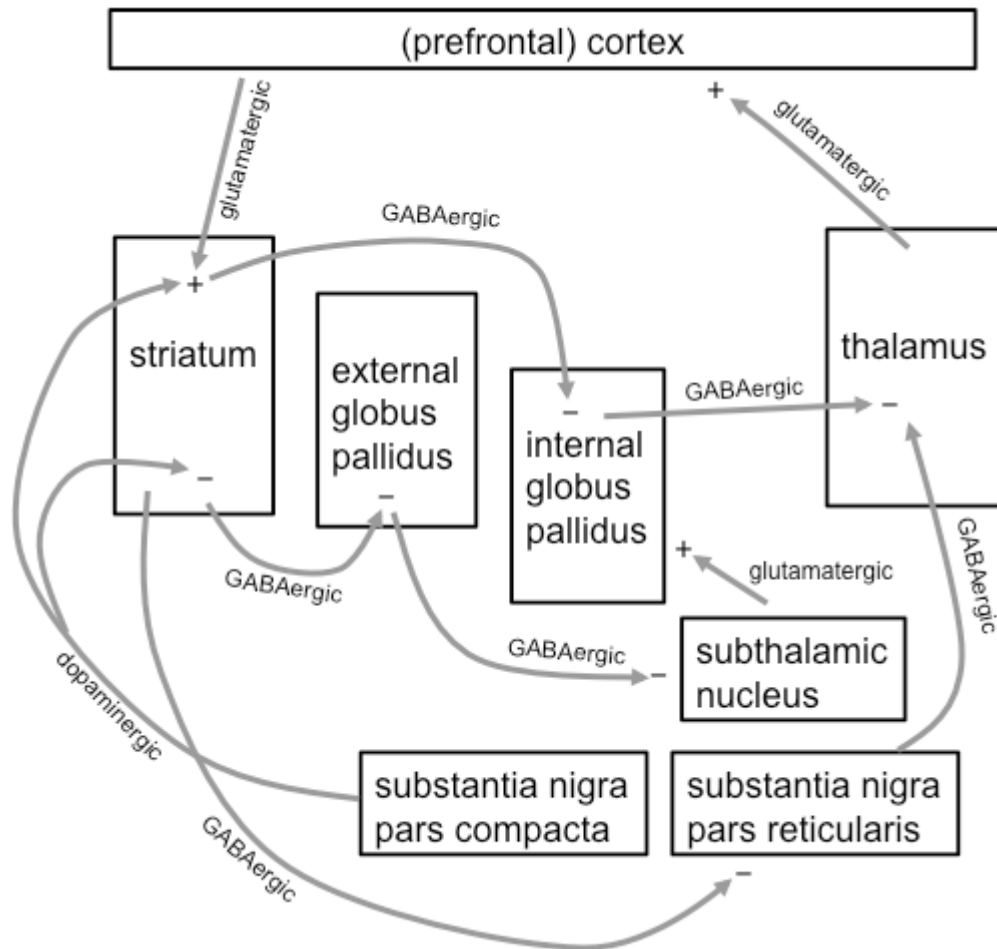 (prefrontal) cortex
+
glutamatergic
glutamatergic
GABAergic
+
striatum
external
globus
pallidus
thalamus
GABAergic
–
–
internal
globus
pallidus
–
–
GABAergic
+
glutamatergic
GABAergic
GABAergic
–
subthalamic
nucleus
dopaminergic
substantia nigra
pars compacta
substantia nigra
pars reticularis
GABAergic
–